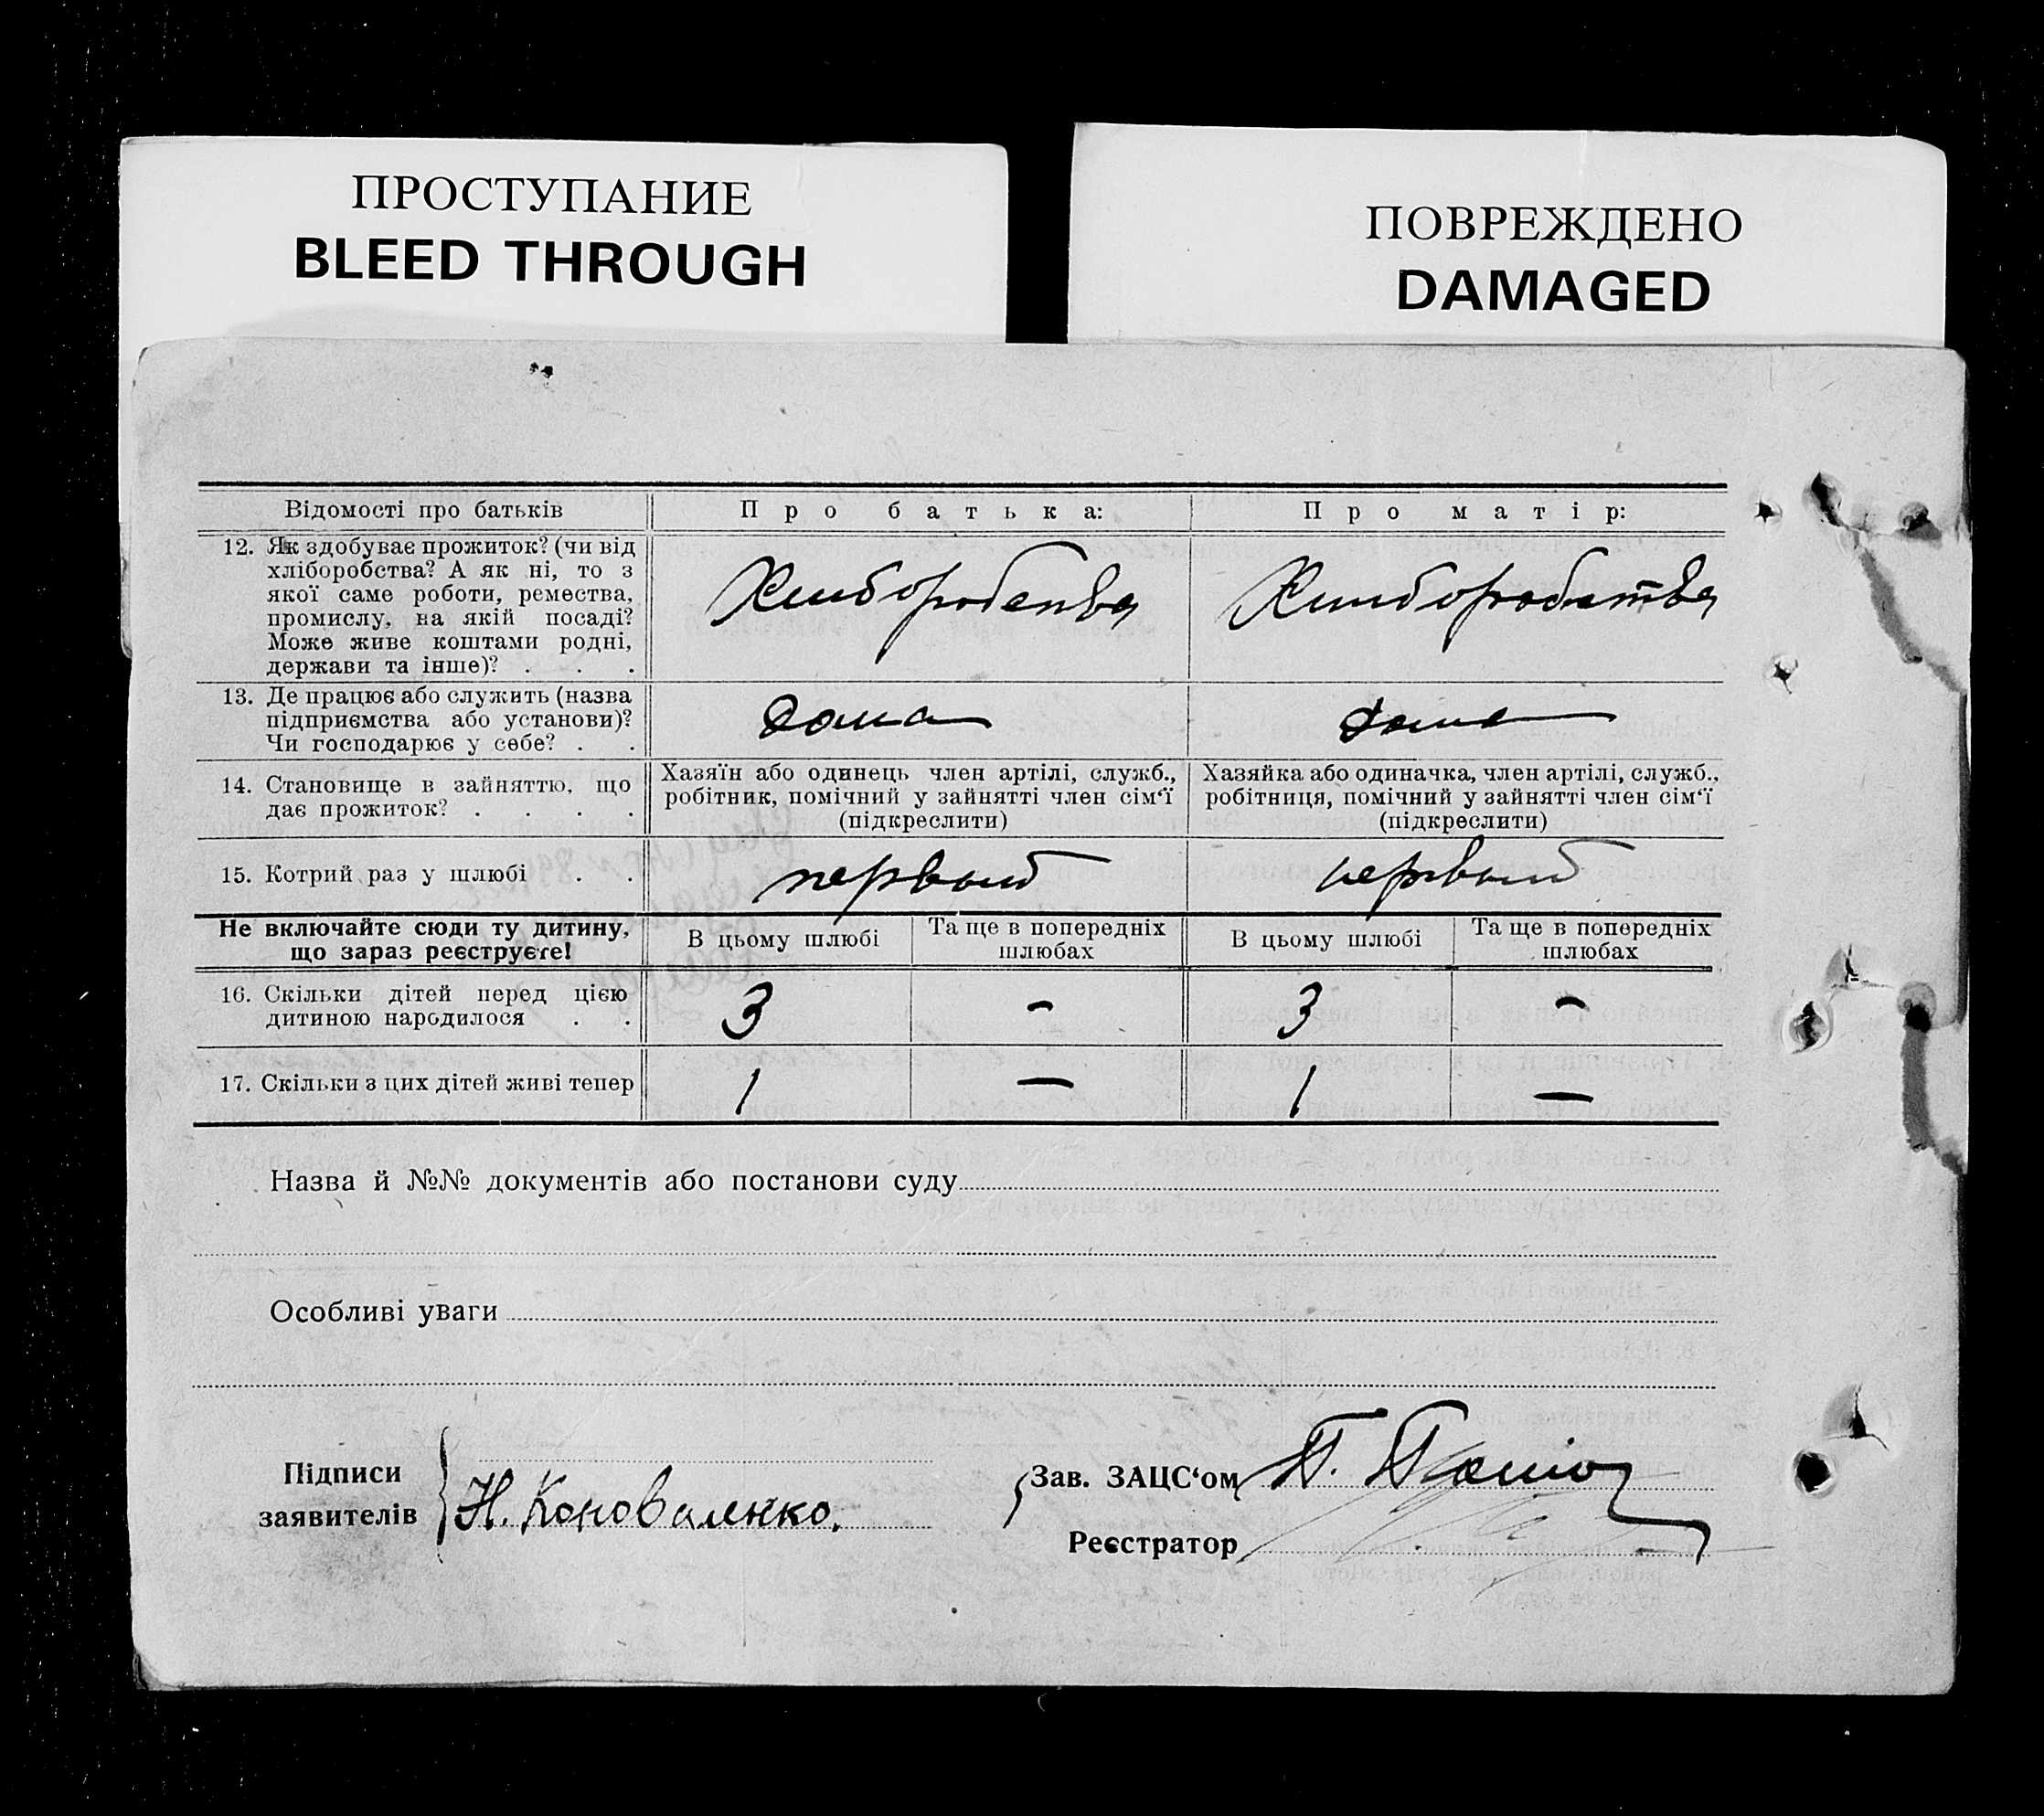 ПРОСТУПАНИЕ
BLEED THROUGH
ПОВРЕЖДЕНО
DAMAGED
Відомості про батьків
Про батька:
Про матір:
12. Як здобуває прожиток? (чи від
хліборобства? А як ні, то з
якої саме роботи, ремества,
промислу, на якій посаді?
Може живе коштами родні,
держави та інше)? . . .
Хлиборобства
Хлиборобства
13. Де працює або служить (назва
підприємства або установи)?
Чи господарює у себе? . .
дома
дома
14. Становище в зайняттю, що
дає прожиток? . . . .
Хазяїн або одинець член артілі, служб.,
робітник, помічний у зайнятті член сім‘ї
(підкреслити)
Хазяйка або одиначка, член артілі, служб.,
робітниця, помічний у зайнятті член сім‘ї
(підкреслити)
15. Котрий раз у шлюбі . .
первый
первый
Не включайте сюди ту дитину,
що зараз реєструєте!
В цьому шлюбі
Та ще в попередніх
шлюбах
В цьому шлюбі
Та ще в попередніх
шлюбах
16. Скільки дітей перед цією
дитиною народилося . .
3
–
3
–
17. Скільки з цих дітей живі тепер
1
—
1
—
Назва й №№ документів або постанови суду
Особливі уваги
Підписи
заявителів
Н. Коноваленко.
Зав. ЗАЦС‘ом
Реєстратор